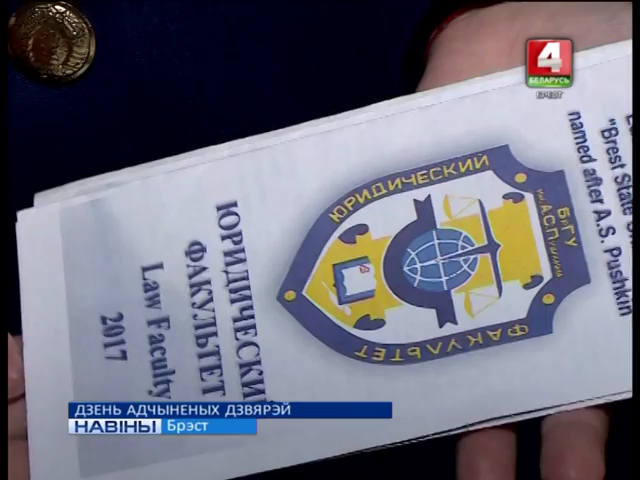 4
БЕЛАРУСЬ
БРЭСТ
"Brest State
named after A.S. Pushkin
ЮРИДИЧЕСКИЙ
БрГУ
им. А.С.Пушкина
ФАКУЛЬТЕТ
ЮРИДИЧЕСКИЙ
ФАКУЛЬТЕТ
Law Faculty
2017
ДЗЕНЬ АДЧЫНЕНЫХ ДЗВЯРЭЙ
НАВІНЫ Брэст